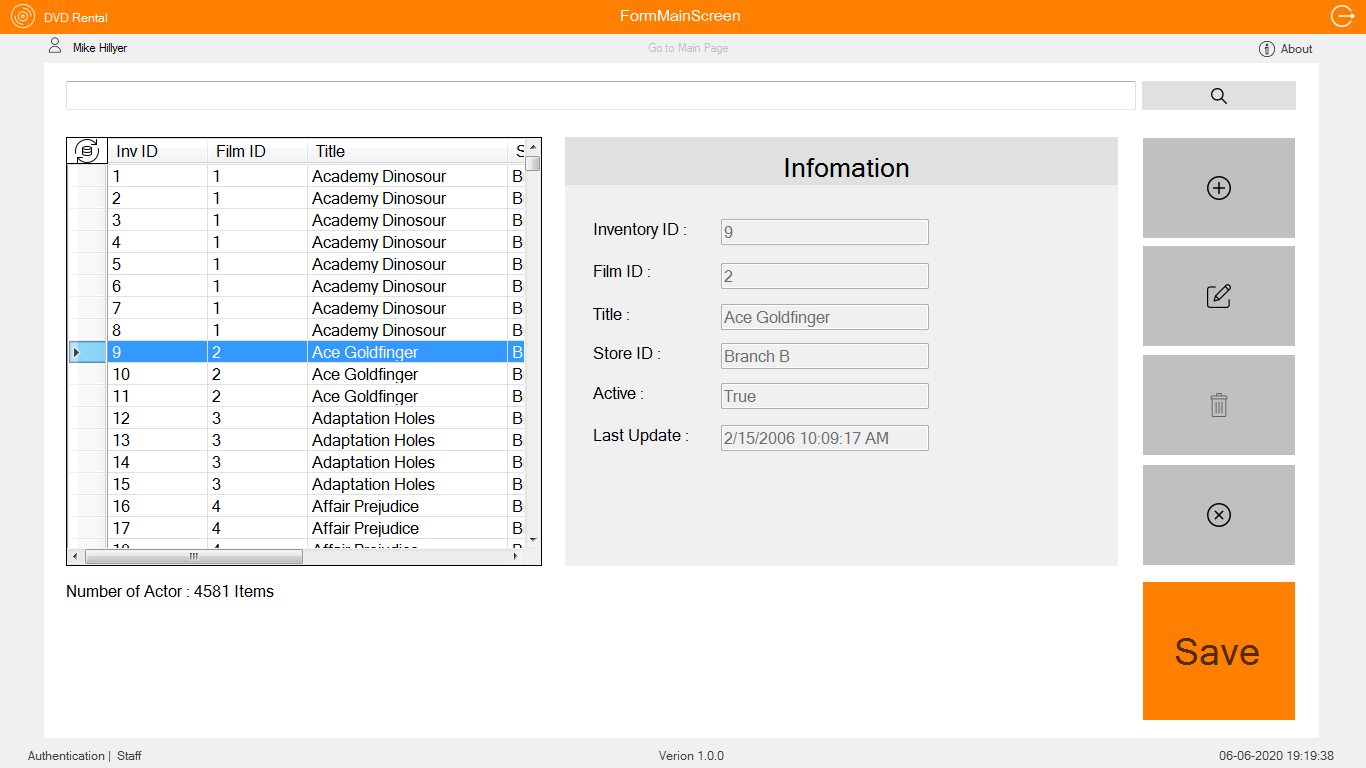 DVD Rental FormMainScreen
Mike Hillyer Go to Main Page About
Inv ID Film ID Title S
1 1 Academy Dinosour B
2 1 Academy Dinosour B
3 1 Academy Dinosour B
4 1 Academy Dinosour B
5 1 Academy Dinosour B
6 1 Academy Dinosour B
7 1 Academy Dinosour B
8 1 Academy Dinosour B
9 2 Ace Goldfinger B
10 2 Ace Goldfinger B
11 2 Ace Goldfinger B
12 3 Adaptation Holes B
13 3 Adaptation Holes B
14 3 Adaptation Holes B
15 3 Adaptation Holes B
16 4 Affair Prejudice B
17 4 Affair Prejudice B
18 4 Affair Prejudice B
Number of Actor : 4581 Items
Infomation
Inventory ID : 9
Film ID : 2
Title : Ace Goldfinger
Store ID : Branch B
Active : True
Last Update : 2/15/2006 10:09:17 AM
Save
Authentication | Staff Verion 1.0.0 06-06-2020 19:19:38